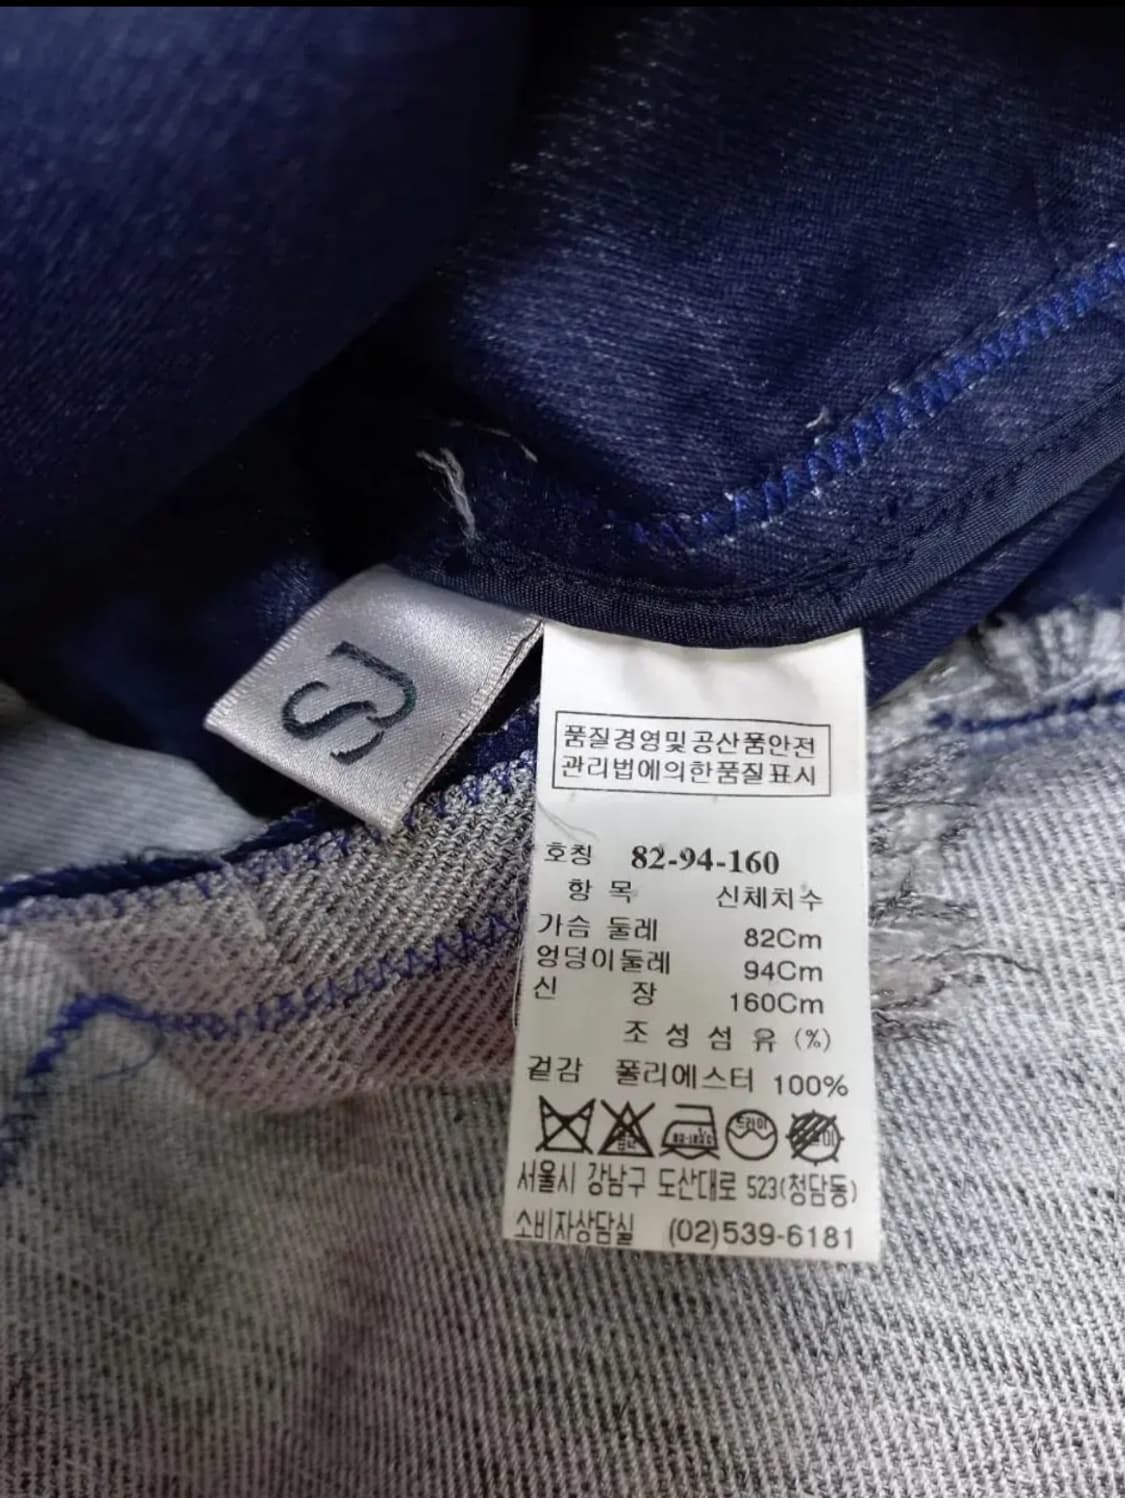 SJ
품질경영및공산품안전
관리법에의한품질표시
호칭 82-94-160
항 목 신체치수
가슴 둘레 82Cm
엉덩이둘레 94Cm
신 장 160Cm
조 성 섬 유 (%)
겉감 폴리에스터 100%
드라이
서울시 강남구 도산대로 523(청담동)
소비자상담실 (02)539-6181